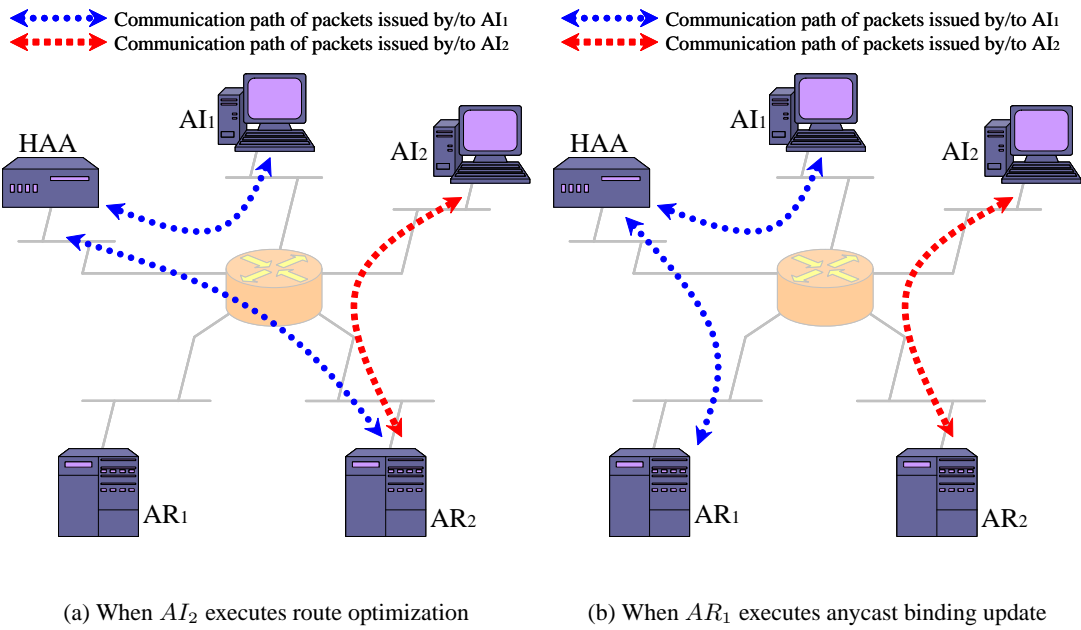 Communication path of packets issued by/to AI1
Communication path of packets issued by/to AI2
AI1
HAA
AI2
AR1
AR2
(a) When AI2 executes route optimization
Communication path of packets issued by/to AI1
Communication path of packets issued by/to AI2
AI1
HAA
AI2
AR1
AR2
(b) When AR1 executes anycast binding update